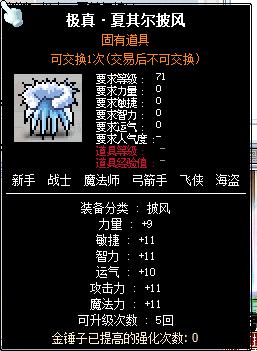 极真·夏其尔披风
固有道具
可交换1次(交易后不可交换)
要求等级： 71
要求力量： 0
要求敏捷： 0
要求智力： 0
要求运气： 0
要求人气度： -
道具等级： -
道具经验值： -
新手 战士 魔法师 弓箭手 飞侠 海盗
装备分类 : 披风
力量 : +9
敏捷 : +11
智力 : +11
运气 : +10
攻击力 : +11
魔法力 : +11
可升级次数 : 5回
金锤子已提高的强化次数: 0